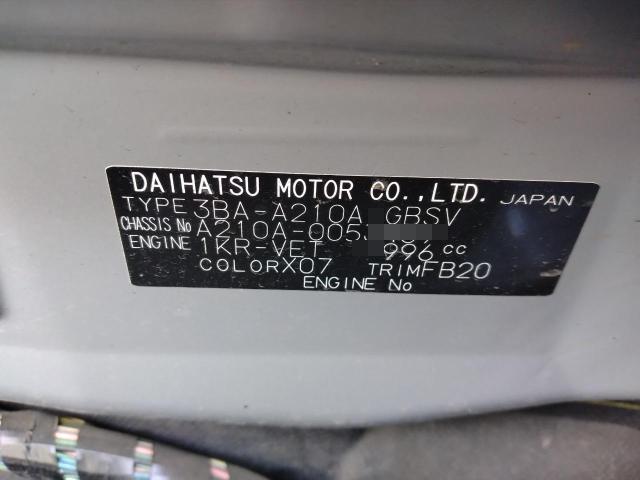 DAIHATSU MOTOR CO.,LTD. JAPAN
TYPE 3BA-A210A GBSV
CHASSIS No A210A-005
ENGINE 1KR-VET 996 CC
COLOR X07 TRIM FB20
ENGINE No